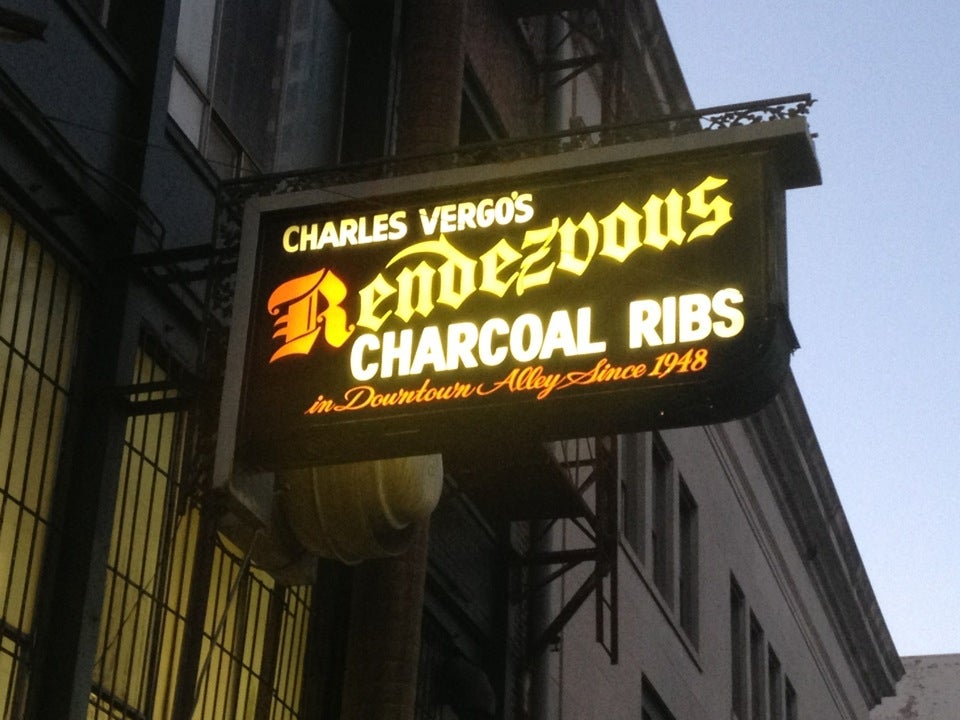 CHARLES VERGO'S
Rendezvous
CHARCOAL RIBS
in Downtown Alley Since 1948